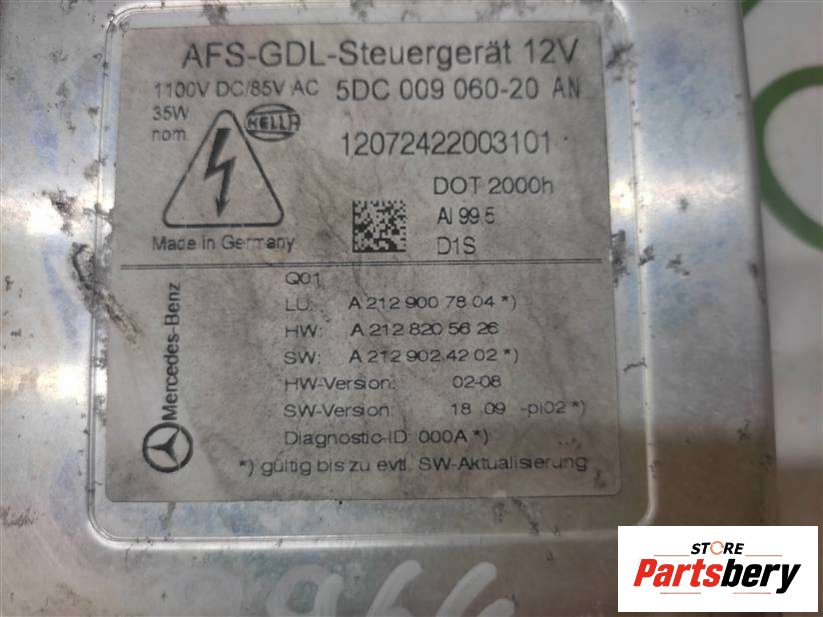 AFS-GDL-Steuergerät 12V
1100V DC/85V AC 5DC 009 060-20 AN
35W
nom.
HELLA
12072422003101
DOT 2000h
AI 99.5
D1S
Made in Germany
Mercedes-Benz
Q01
LU: A 212 900 78 04 *)
HW: A 212 820 56 26
SW: A 212 902 42 02 *)
HW-Version: 02-08
SW-Version 18 09 -pl02 *)
Diagnostic-ID: 000A *)
*) gültig bis zu evtl. SW-Aktualisierung
STORE
Partsbery